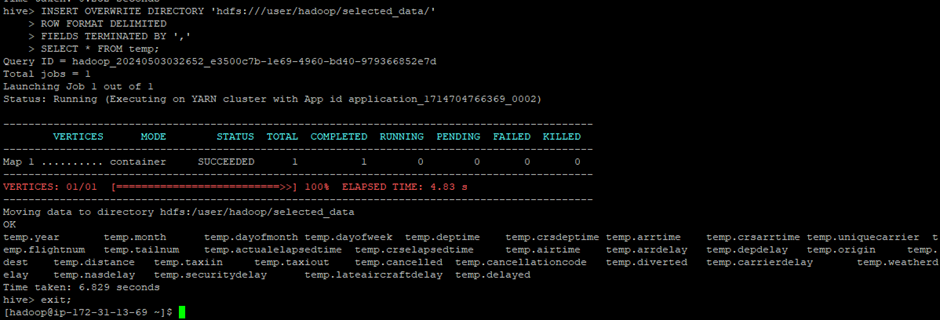 hive> INSERT OVERWRITE DIRECTORY 'hdfs:///user/hadoop/selected_data/'
    > ROW FORMAT DELIMITED
    > FIELDS TERMINATED BY ','
    > SELECT * FROM temp;
Query ID = hadoop_20240503032652_e3500c7b-1e69-4960-bd40-979366852e7d
Total jobs = 1
Launching Job 1 out of 1
Status: Running (Executing on YARN cluster with App id application_1714704766369_0002)
----------------------------------------------------------------------------------------------
        VERTICES      MODE        STATUS  TOTAL  COMPLETED  RUNNING  PENDING  FAILED  KILLED
----------------------------------------------------------------------------------------------
Map 1 .......... container     SUCCEEDED      1          1        0        0       0       0
----------------------------------------------------------------------------------------------
VERTICES: 01/01  [==========================>>] 100%  ELAPSED TIME: 4.83 s
----------------------------------------------------------------------------------------------
Moving data to directory hdfs:/user/hadoop/selected_data
OK
temp.year       temp.month      temp.dayofmonth temp.dayofweek  temp.deptime    temp.crsdeptime temp.arrtime    temp.crsarrtime temp.uniquecarrier  t
emp.flightnum   temp.tailnum    temp.actualelapsedtime  temp.crselapsedtime     temp.airtime    temp.arrdelay   temp.depdelay   temp.origin     temp.
dest    temp.distance   temp.taxiin     temp.taxiout    temp.cancelled  temp.cancellationcode   temp.diverted   temp.carrierdelay       temp.weatherd
elay    temp.nasdelay   temp.securitydelay      temp.lateaircraftdelay  temp.delayed
Time taken: 6.829 seconds
hive> exit;
[hadoop@ip-172-31-13-69 ~]$